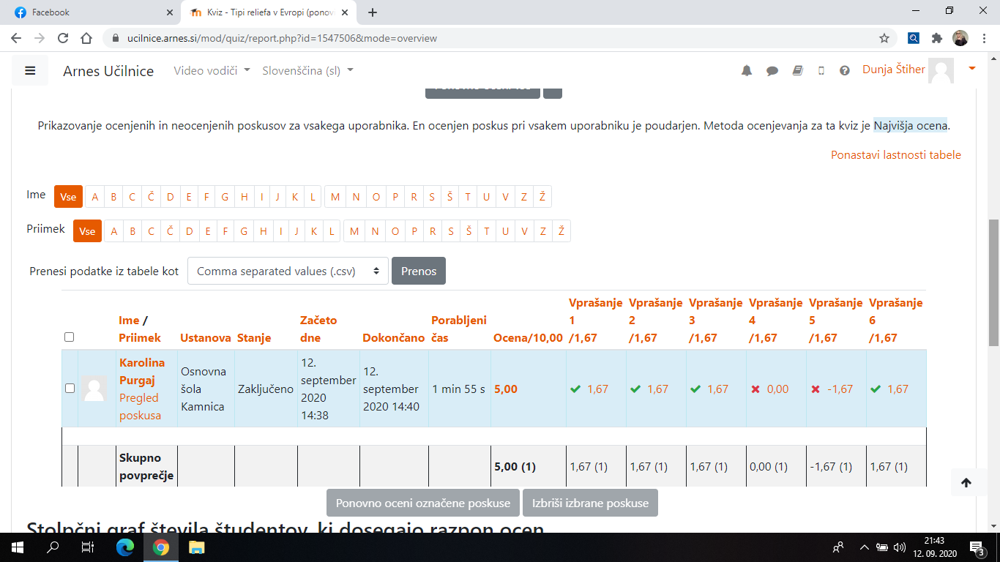 Facebook
Kviz - Tipi reliefa v Evropi (ponov
ucilnice.arnes.si/mod/quiz/report.php?id=1547506&mode=overview
Arnes Učilnice Video vodiči Slovenščina (sl) Dunja Štiher
Prikazovanje ocenjenih in neocenjenih poskusov za vsakega uporabnika. En ocenjen poskus pri vsakem uporabniku je poudarjen. Metoda ocenjevanja za ta kviz je Najvišja ocena.
Ponastavi lastnosti tabele
Ime Vse A B C Č D E F G H I J K L M N O P R S Š T U V Z Ž
Priimek Vse A B C Č D E F G H I J K L M N O P R S Š T U V Z Ž
Prenesi podatke iz tabele kot Comma separated values (.csv) Prenos
Ime / Priimek
Ustanova
Stanje
Začeto dne
Dokončano
Porabljeni čas
Ocena/10,00
Vprašanje 1 /1,67
Vprašanje 2 /1,67
Vprašanje 3 /1,67
Vprašanje 4 /1,67
Vprašanje 5 /1,67
Vprašanje 6 /1,67
Karolina Purgaj
Pregled poskusa
Osnovna šola Kamnica
Zaključeno
12. september 2020 14:38
12. september 2020 14:40
1 min 55 s
5,00
1,67
1,67
1,67
0,00
-1,67
1,67
Skupno povprečje
5,00 (1)
1,67 (1)
1,67 (1)
1,67 (1)
0,00 (1)
-1,67 (1)
1,67 (1)
Ponovno oceni označene poskuse
Izbriši izbrane poskuse
Stolpčni graf števila študentov, ki dosegajo razpon ocen
21:43
12. 09. 2020
3